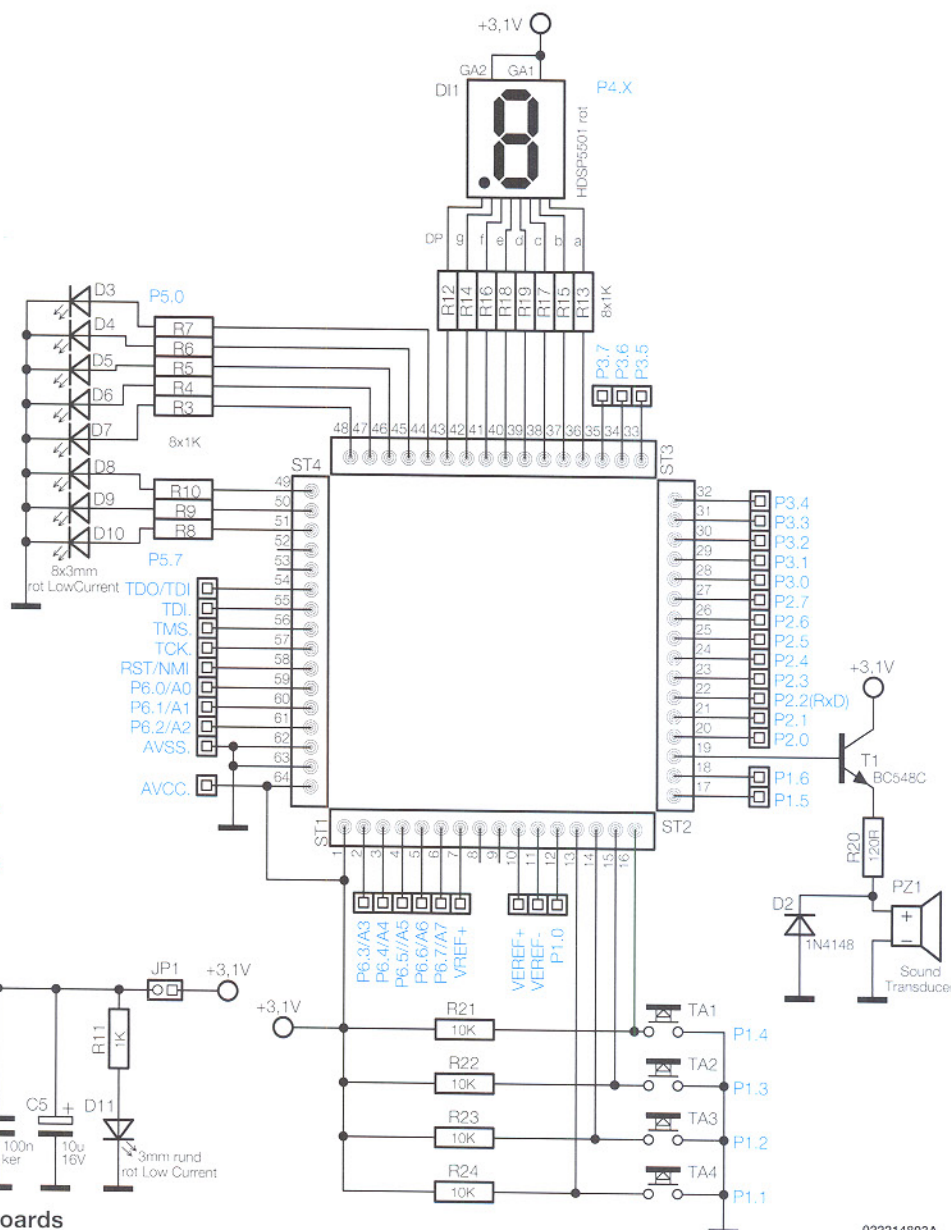 +3,1V
GA2 GA1
DI1
P4.X
HDSP5501 rot
DP g f e d c b a
R12 R14 R16 R18 R19 R17 R15 R13
8x1K
P3.7 P3.6 P3.5
D3
P5.0
D4
D5
D6
D7
D8
D9
D10
R7
R6
R5
R4
R3
8x1K
R10
R9
R8
P5.7
8x3mm
rot LowCurrent
48 47 46 45 44 43 42 41 40 39 38 37 36 35 34 33
ST4
ST3
49
50
51
52
53
54
55
56
57
58
59
60
61
62
63
64
TDO/TDI
TDI.
TMS.
TCK.
RST/NMI
P6.0/A0
P6.1/A1
P6.2/A2
AVSS.
AVCC.
32 P3.4
31 P3.3
30 P3.2
29 P3.1
28 P3.0
27 P2.7
26 P2.6
25 P2.5
24 P2.4
23 P2.3
22 P2.2(RxD)
21 P2.1
20 P2.0
19
18 P1.6
17 P1.5
+3,1V
T1
BC548C
R20
120R
PZ1
+
-
D2
1N4148
Sound
Transducer
ST1
ST2
1 2 3 4 5 6 7 8 9 10 11 12 13 14 15 16
P6.3/A3 P6.4/A4 P6.5//A5 P6.6/A6 P6.7/A7 VREF+ VEREF+ VEREF- P1.0
JP1
+3,1V
+3,1V
R11
1K
C5
+
D11
100n
ker
10u
16V
3mm rund
rot Low Current
R21
10K
TA1
P1.4
R22
10K
TA2
P1.3
R23
10K
TA3
P1.2
R24
10K
TA4
P1.1
oards